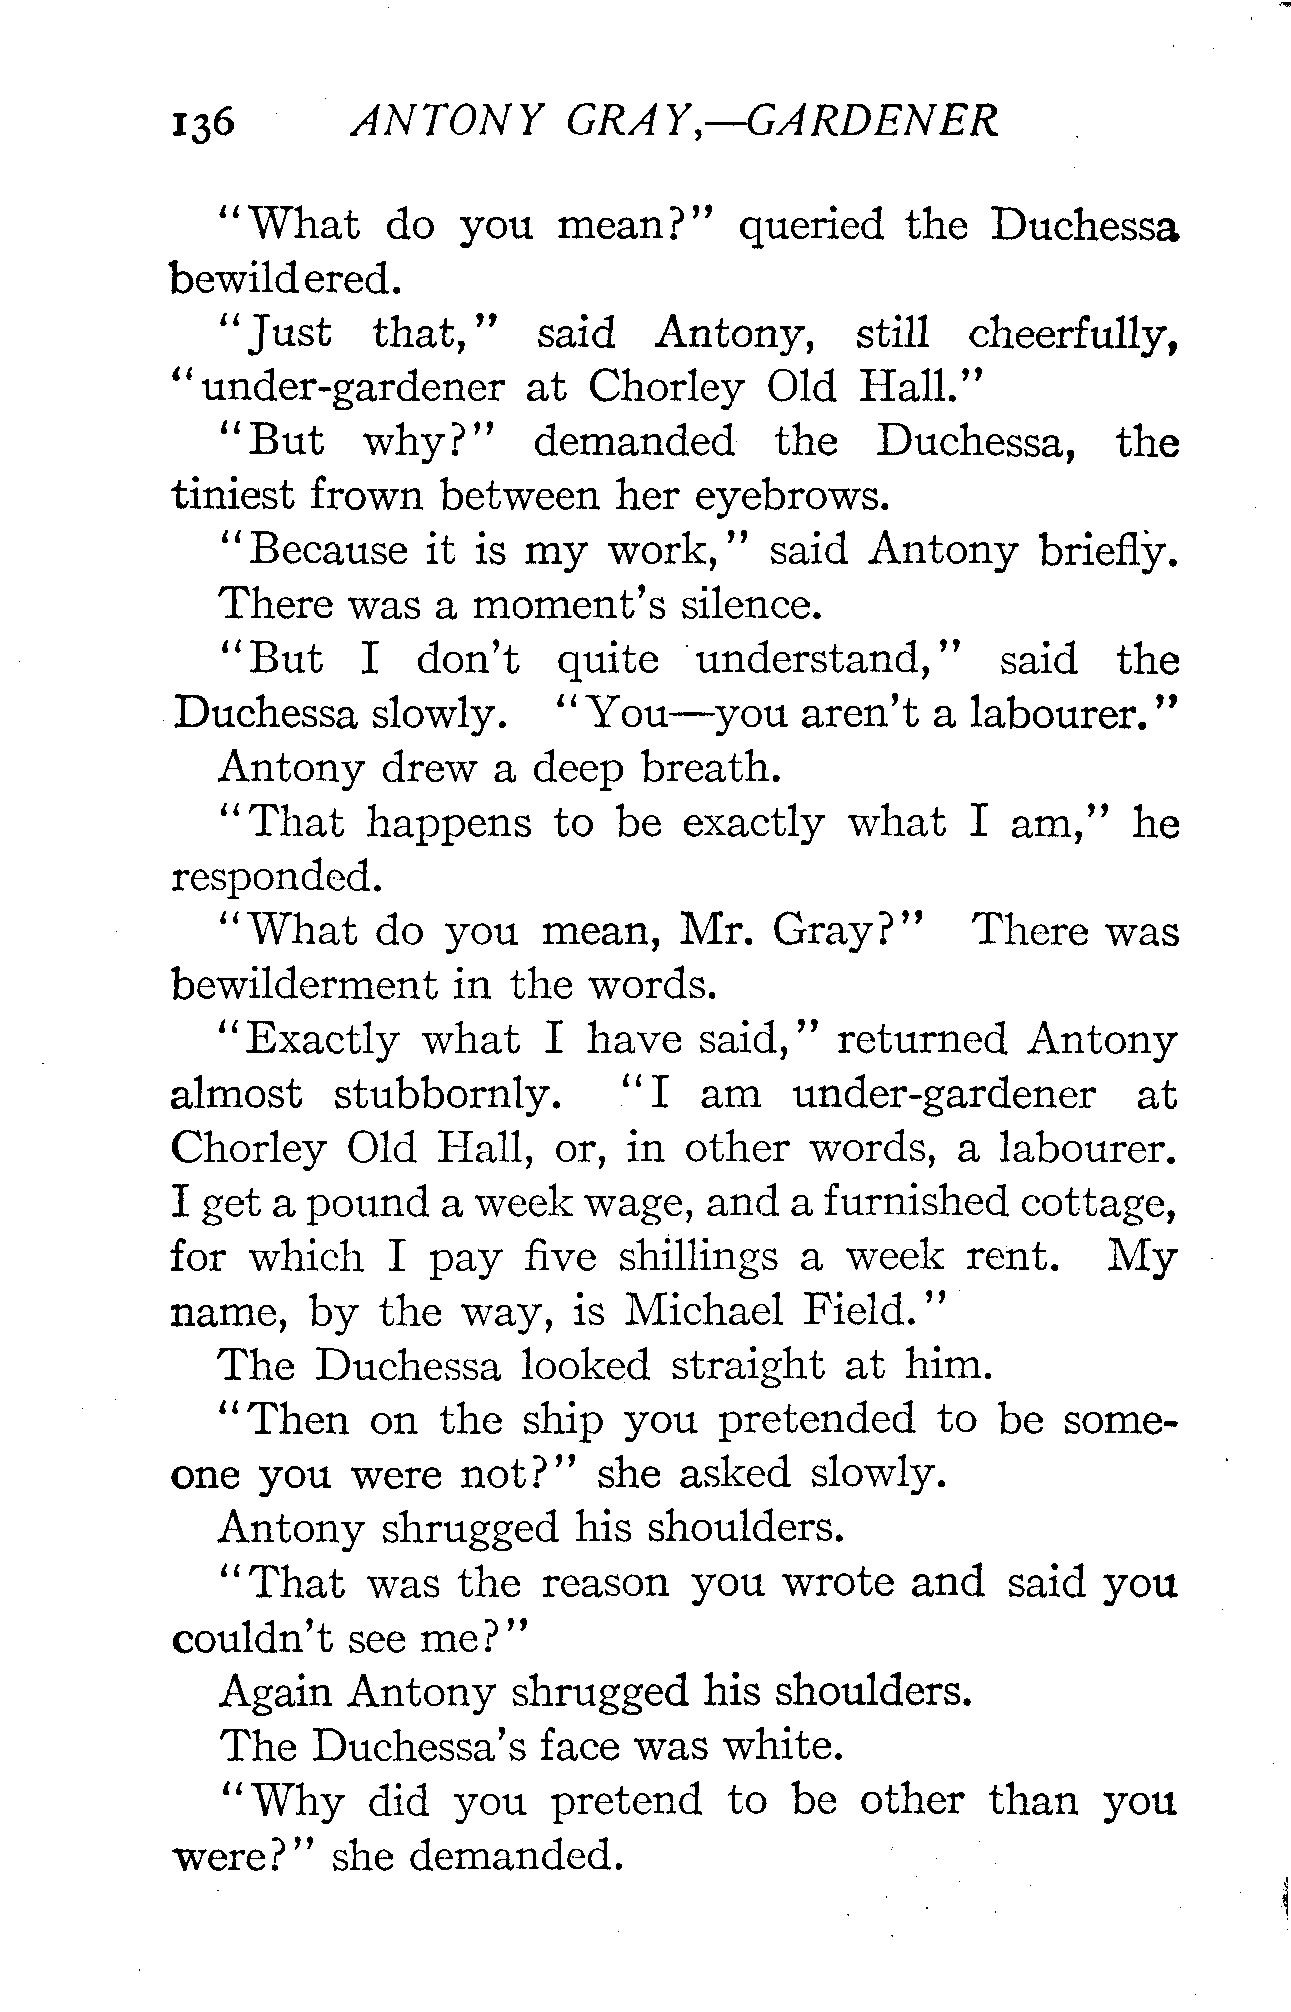 136 ANTONY GRAY,—GARDENER
"What do you mean?" queried the Duchessa
bewildered.
"Just that," said Antony, still cheerfully,
"under-gardener at Chorley Old Hall."
"But why?" demanded the Duchessa, the
tiniest frown between her eyebrows.
"Because it is my work," said Antony briefly.
There was a moment's silence.
"But I don't quite understand," said the
Duchessa slowly. "You—you aren't a labourer."
Antony drew a deep breath.
"That happens to be exactly what I am," he
responded.
"What do you mean, Mr. Gray?" There was
bewilderment in the words.
"Exactly what I have said," returned Antony
almost stubbornly. "I am under-gardener at
Chorley Old Hall, or, in other words, a labourer.
I get a pound a week wage, and a furnished cottage,
for which I pay five shillings a week rent. My
name, by the way, is Michael Field."
The Duchessa looked straight at him.
"Then on the ship you pretended to be some-
one you were not?" she asked slowly.
Antony shrugged his shoulders.
"That was the reason you wrote and said you
couldn't see me?"
Again Antony shrugged his shoulders.
The Duchessa's face was white.
"Why did you pretend to be other than you
were?" she demanded.